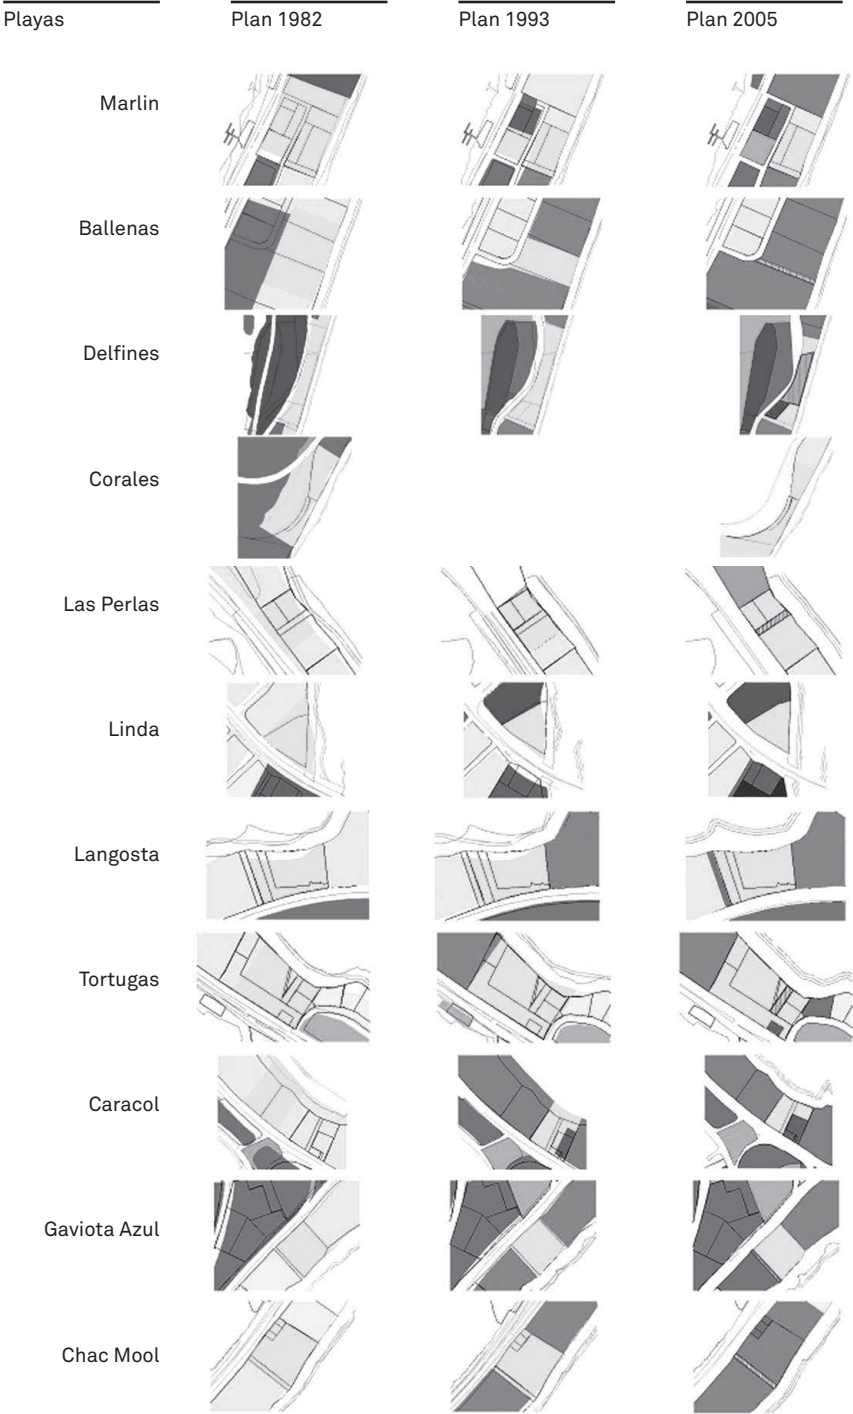 Playas Plan 1982 Plan 1993 Plan 2005
Marlin
Ballenas
Delfines
Corales
Las Perlas
Linda
Langosta
Tortugas
Caracol
Gaviota Azul
Chac Mool